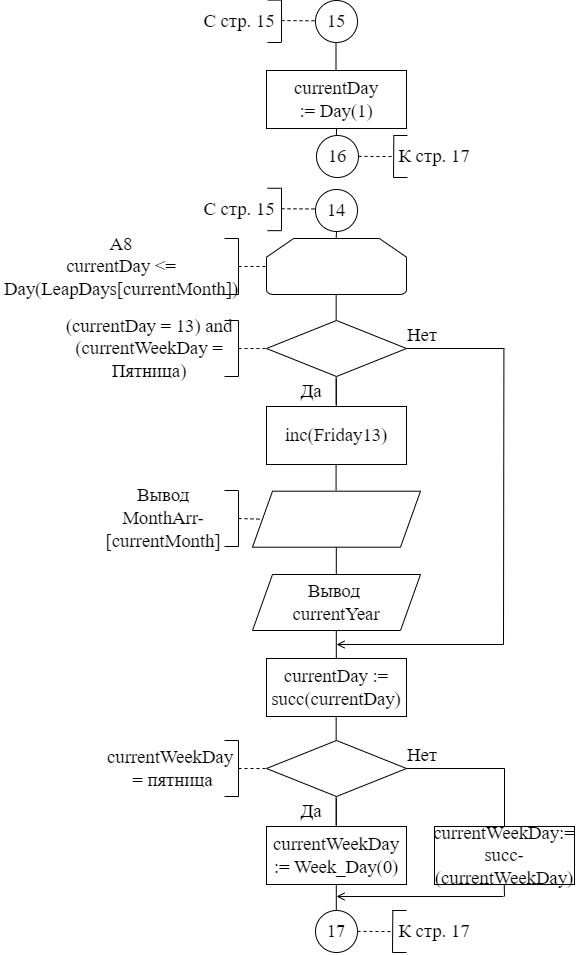 С стр. 15
15
currentDay
:= Day(1)
16
К стр. 17
С стр. 15
14
A8
currentDay <=
Day(LeapDays[currentMonth])
(currentDay = 13) and
(currentWeekDay =
Пятница)
Нет
Да
inc(Friday13)
Вывод
MonthArr-
[currentMonth]
Вывод
currentYear
currentDay :=
succ(currentDay)
currentWeekDay
= пятница
Нет
Да
currentWeekDay
:= Week_Day(0)
currentWeekDay:=
succ-
(currentWeekDay)
17
К стр. 17